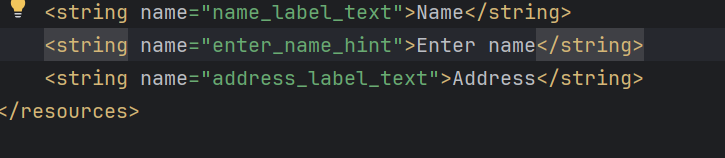 <string name="name_label_text">Name</string>
<string name="enter_name_hint">Enter name</string>
<string name="address_label_text">Address</string>
</resources>